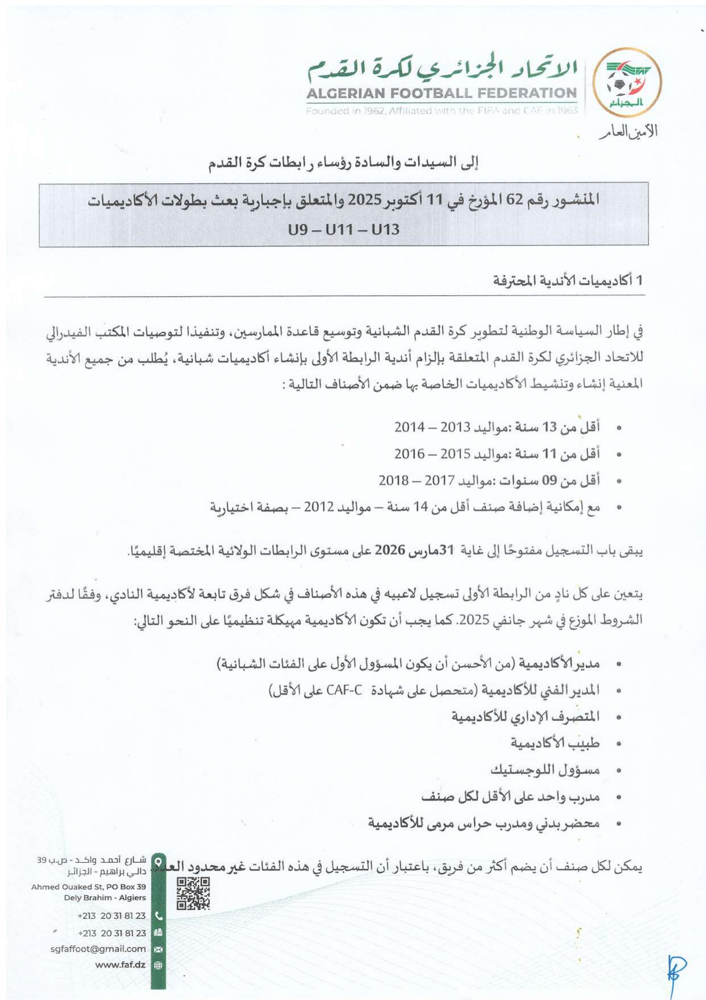 الاتحاد الجزائري لكرة القدم
ALGERIAN FOOTBALL FEDERATION
Founded in 1962, Affiliated with the FIFA and CAF in 1963
الجزائر
الأمين العام
إلى السيدات والسادة رؤساء رابطات كرة القدم
المنشور رقم 62 المؤرخ في 11 أكتوبر 2025 والمتعلق بإجبارية بعث بطولات الأكاديميات
U9 – U11 – U13
1 أكاديميات الأندية المحترفة
في إطار السياسة الوطنية لتطوير كرة القدم الشبانية وتوسيع قاعدة الممارسين، وتنفيذا لتوصيات المكتب الفيدرالي
للاتحاد الجزائري لكرة القدم المتعلقة بإلزام أندية الرابطة الأولى بإنشاء أكاديميات شبانية، يُطلب من جميع الأندية
المعنية إنشاء وتنشيط الأكاديميات الخاصة بها ضمن الأصناف التالية :
• أقل من 13 سنة :مواليد 2013 – 2014
• أقل من 11 سنة :مواليد 2015 – 2016
• أقل من 09 سنوات :مواليد 2017 – 2018
• مع إمكانية إضافة صنف أقل من 14 سنة – مواليد 2012 – بصفة اختيارية
يبقى باب التسجيل مفتوحًا إلى غاية 31مارس 2026 على مستوى الرابطات الولائية المختصة إقليميًا.
يتعين على كل نادٍ من الرابطة الأولى تسجيل لاعبيه في هذه الأصناف في شكل فرق تابعة لأكاديمية النادي، وفقًا لدفتر
الشروط الموزع في شهر جانفي 2025. كما يجب أن تكون الأكاديمية مهيكلة تنظيميًا على النحو التالي:
• مدير الأكاديمية (من الأحسن أن يكون المسؤول الأول على الفئات الشبانية)
• المدير الفني للأكاديمية (متحصل على شهادة CAF-C على الأقل)
• المتصرف الإداري للأكاديمية
• طبيب الأكاديمية
• مسؤول اللوجستيك
• مدرب واحد على الأقل لكل صنف
• محضر بدني ومدرب حراس مرمى للأكاديمية
يمكن لكل صنف أن يضم أكثر من فريق، باعتبار أن التسجيل في هذه الفئات غير محدود العدد.
شارع أحمد واكد - ص.ب 39
دالي براهيم - الجزائر
Ahmed Ouaked St, PO Box 39
Dely Brahim - Algiers
+213 20 31 81 23
+213 20 31 81 23
sgfaffoot@gmail.com
www.faf.dz